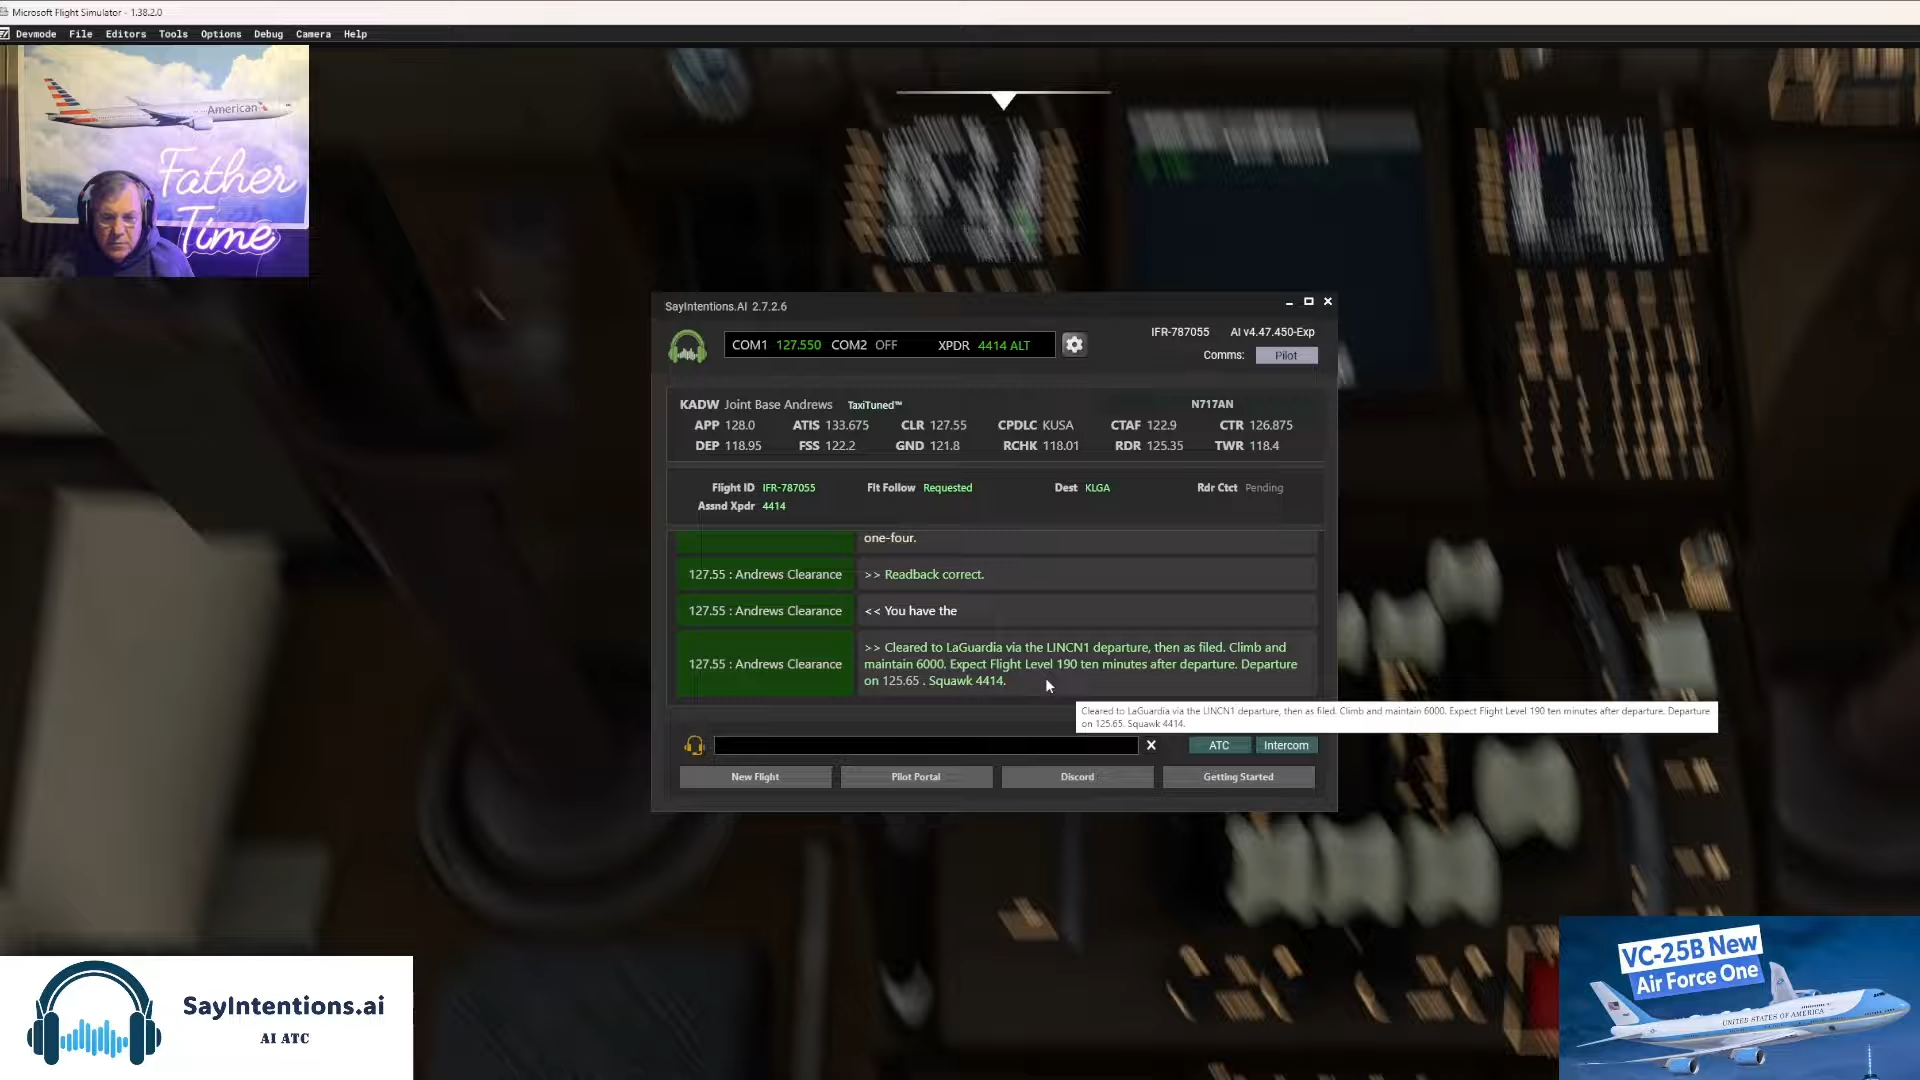 Microsoft Flight Simulator - 1.38.2.0
Devmode File Editors Tools Options Debug Camera Help
American
Father
Time
SayIntentions.AI 2.7.2.6
COM1 127.550 COM2 OFF XPDR 4414 ALT
IFR-787055 AI v4.47.450-Exp
Comms: Pilot
KADW Joint Base Andrews TaxiTuned™ N717AN
APP 128.0 ATIS 133.675 CLR 127.55 CPDLC KUSA CTAF 122.9 CTR 126.875
DEP 118.95 FSS 122.2 GND 121.8 RCHK 118.01 RDR 125.35 TWR 118.4
Flight ID IFR-787055 Flt Follow Requested Dest KLGA Rdr Ctct Pending
Assnd Xpdr 4414
one-four.
127.55 : Andrews Clearance >> Readback correct.
127.55 : Andrews Clearance << You have the
127.55 : Andrews Clearance >> Cleared to LaGuardia via the LINCN1 departure, then as filed. Climb and
maintain 6000. Expect Flight Level 190 ten minutes after departure. Departure
on 125.65 . Squawk 4414.
Cleared to LaGuardia via the LINCN1 departure, then as filed. Climb and maintain 6000. Expect Flight Level 190 ten minutes after departure. Departure
on 125.65. Squawk 4414.
X ATC Intercom
New Flight Pilot Portal Discord Getting Started
SayIntentions.ai
AI ATC
VC-25B New
Air Force One
UNITED STATES OF AMERICA